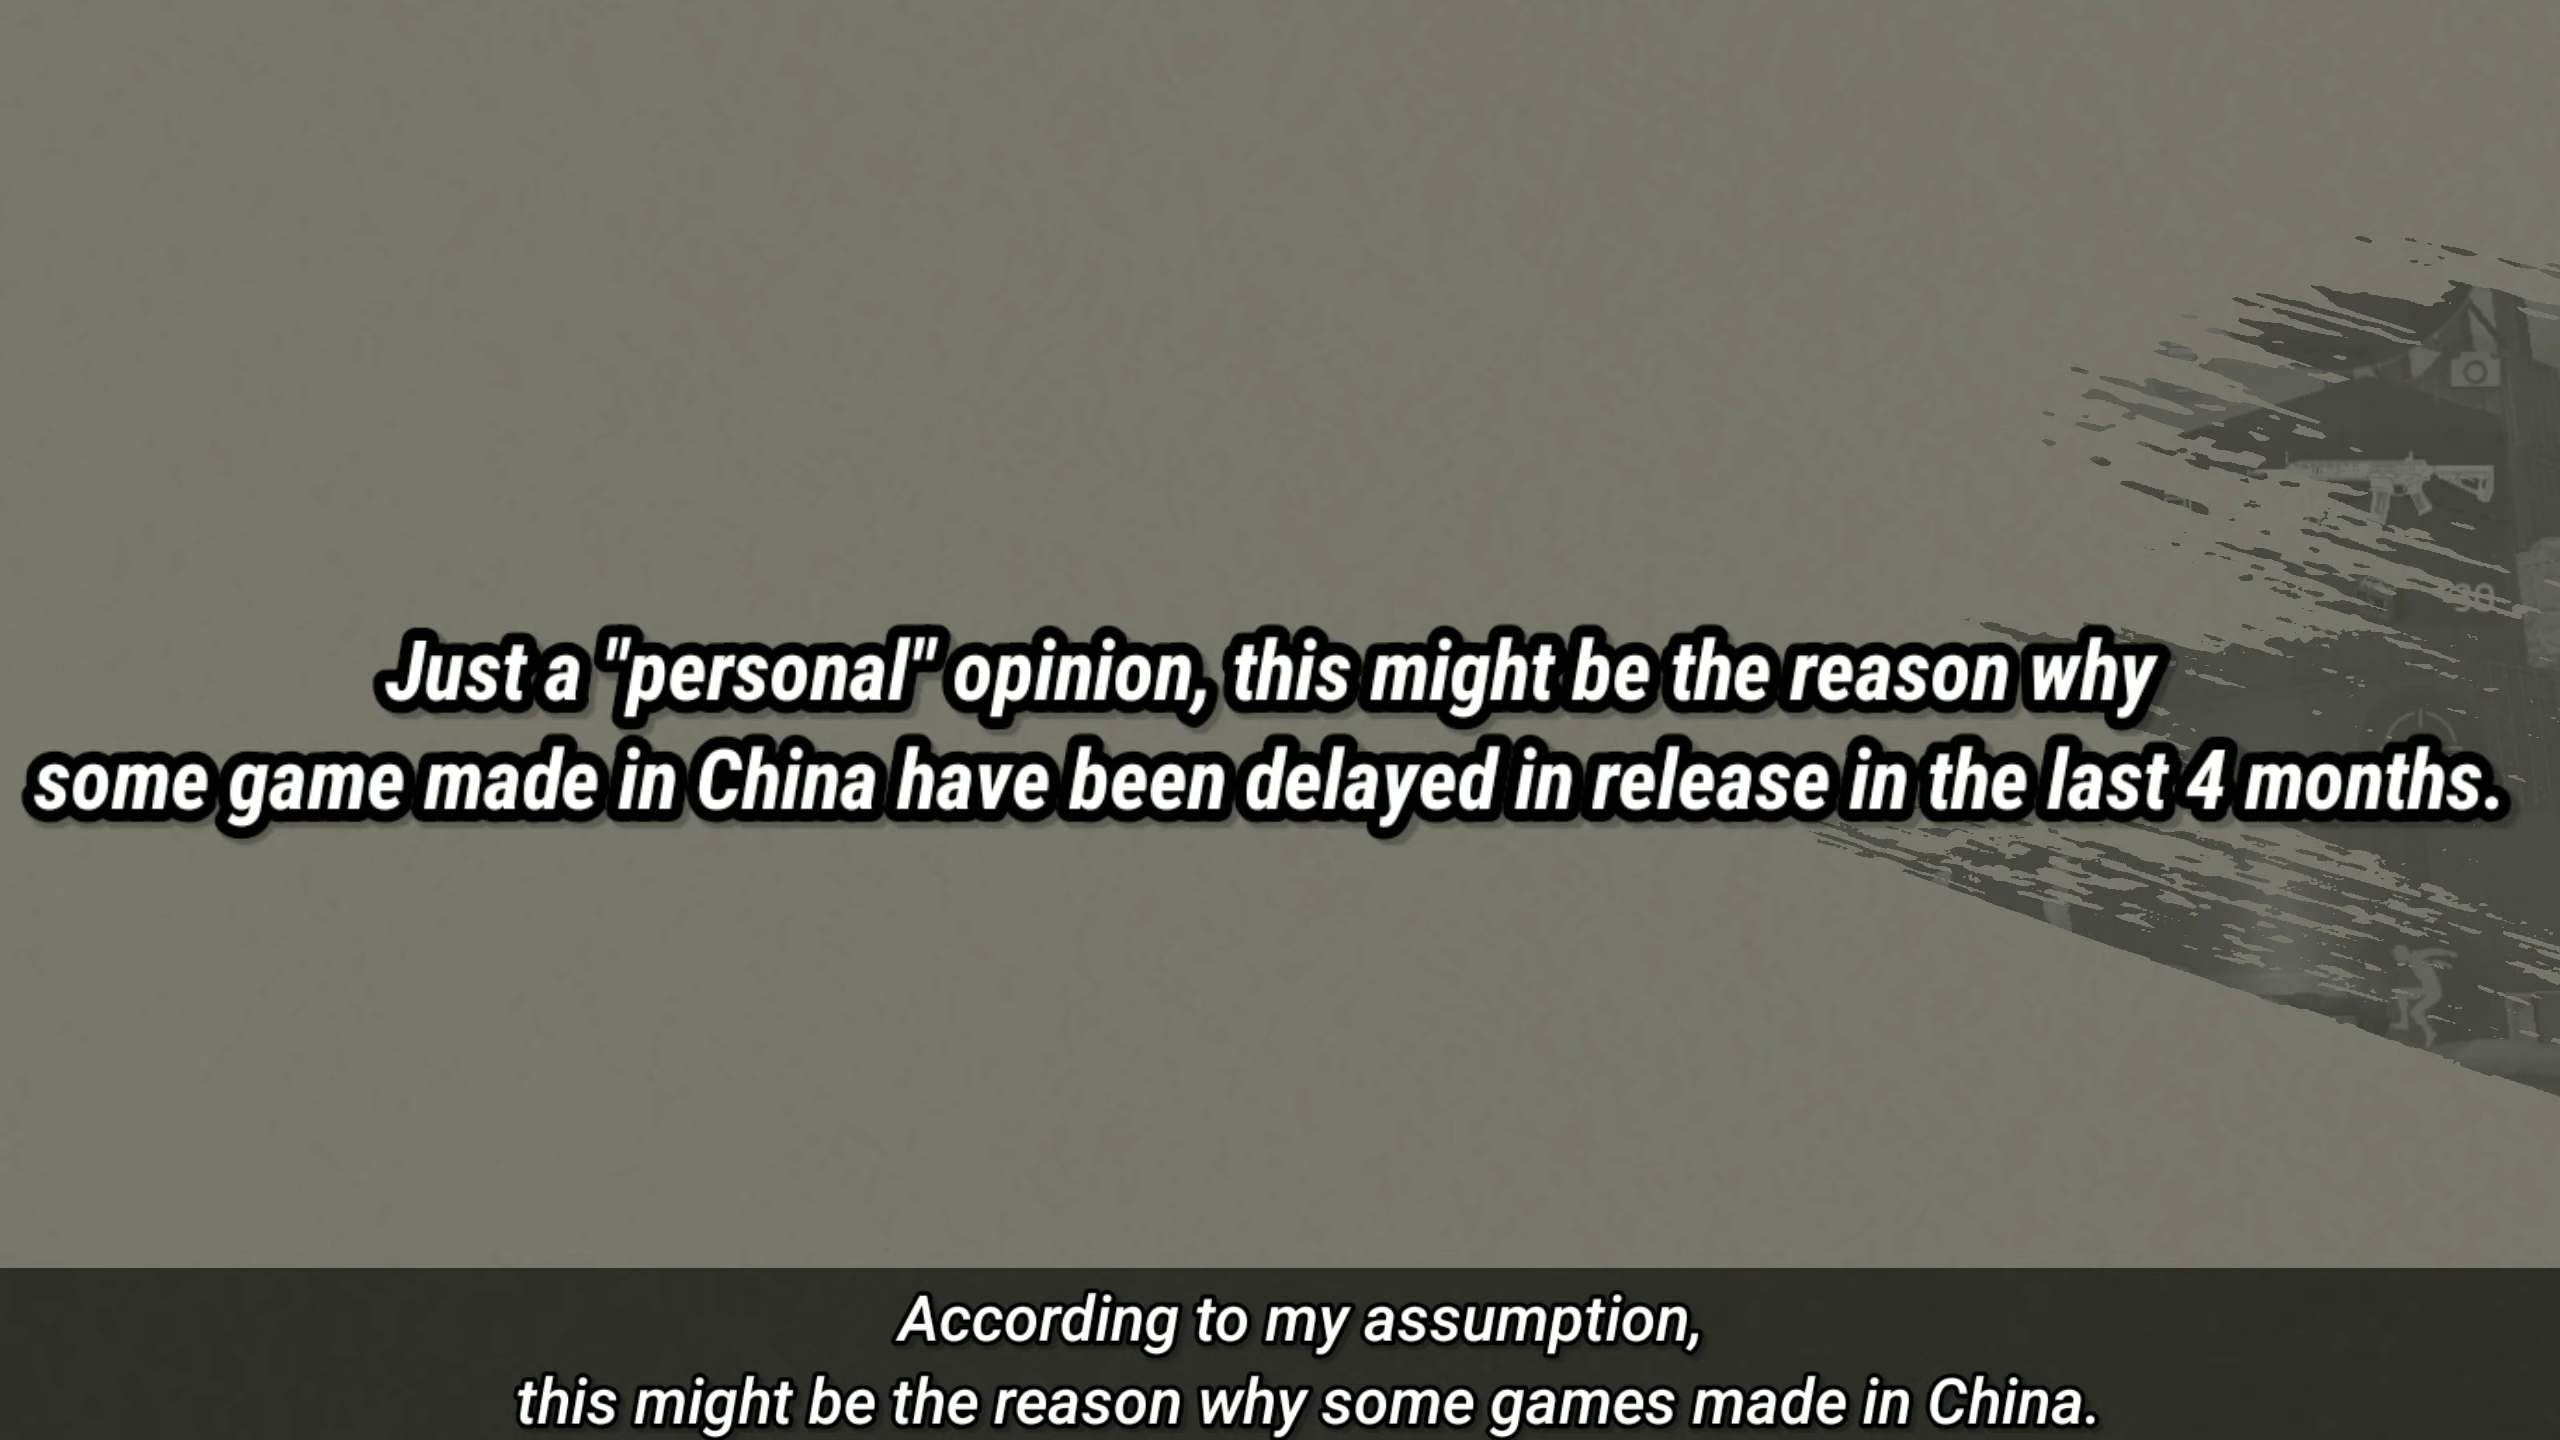 Just a "personal" opinion, this might be the reason why
some game made in China have been delayed in release in the last 4 months.
30
According to my assumption,
this might be the reason why some games made in China.